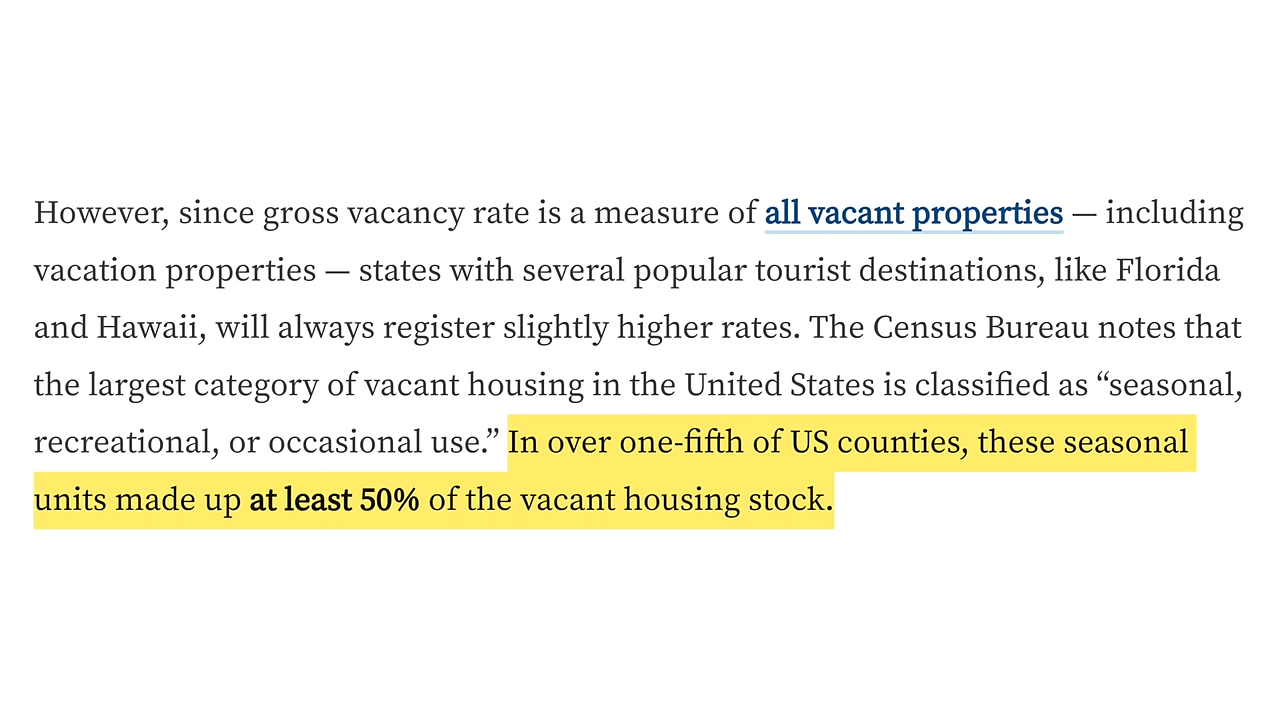 However, since gross vacancy rate is a measure of all vacant properties — including
vacation properties — states with several popular tourist destinations, like Florida
and Hawaii, will always register slightly higher rates. The Census Bureau notes that
the largest category of vacant housing in the United States is classified as “seasonal,
recreational, or occasional use.” In over one-fifth of US counties, these seasonal
units made up at least 50% of the vacant housing stock.